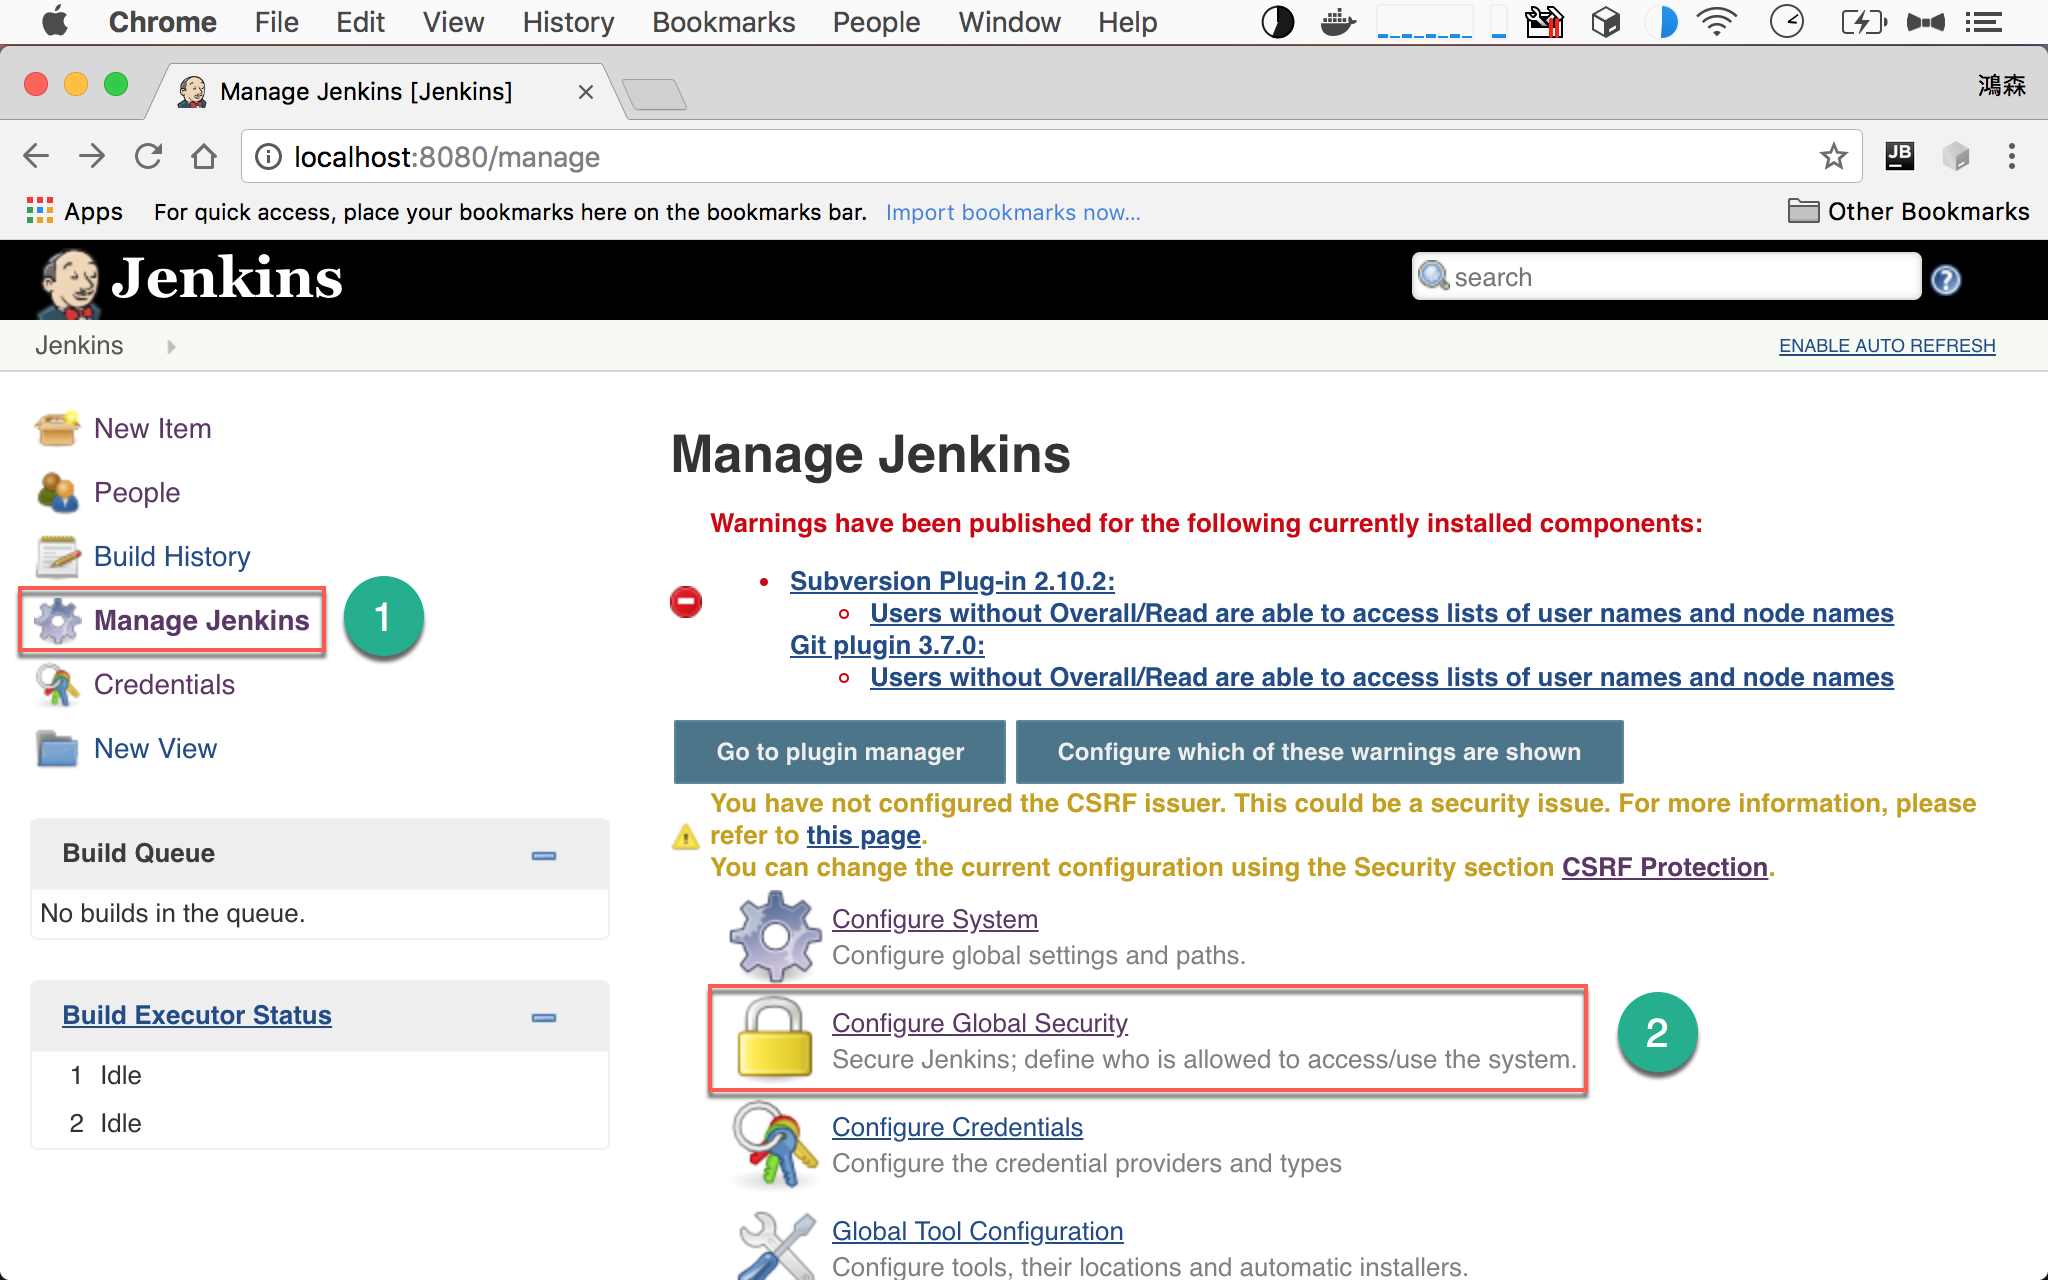 Chrome File Edit View History Bookmarks People Window Help
Manage Jenkins [Jenkins]
鴻森
localhost:8080/manage
JB
Apps For quick access, place your bookmarks here on the bookmarks bar. Import bookmarks now... Other Bookmarks
Jenkins
search
?
Jenkins
ENABLE AUTO REFRESH
New Item
People
Build History
Manage Jenkins
1
Credentials
New View
Build Queue
No builds in the queue.
Build Executor Status
1 Idle
2 Idle
Manage Jenkins
Warnings have been published for the following currently installed components:
Subversion Plug-in 2.10.2:
Users without Overall/Read are able to access lists of user names and node names
Git plugin 3.7.0:
Users without Overall/Read are able to access lists of user names and node names
Go to plugin manager
Configure which of these warnings are shown
You have not configured the CSRF issuer. This could be a security issue. For more information, please
refer to this page.
You can change the current configuration using the Security section CSRF Protection.
Configure System
Configure global settings and paths.
Configure Global Security
Secure Jenkins; define who is allowed to access/use the system.
2
Configure Credentials
Configure the credential providers and types
Global Tool Configuration
Configure tools, their locations and automatic installers.